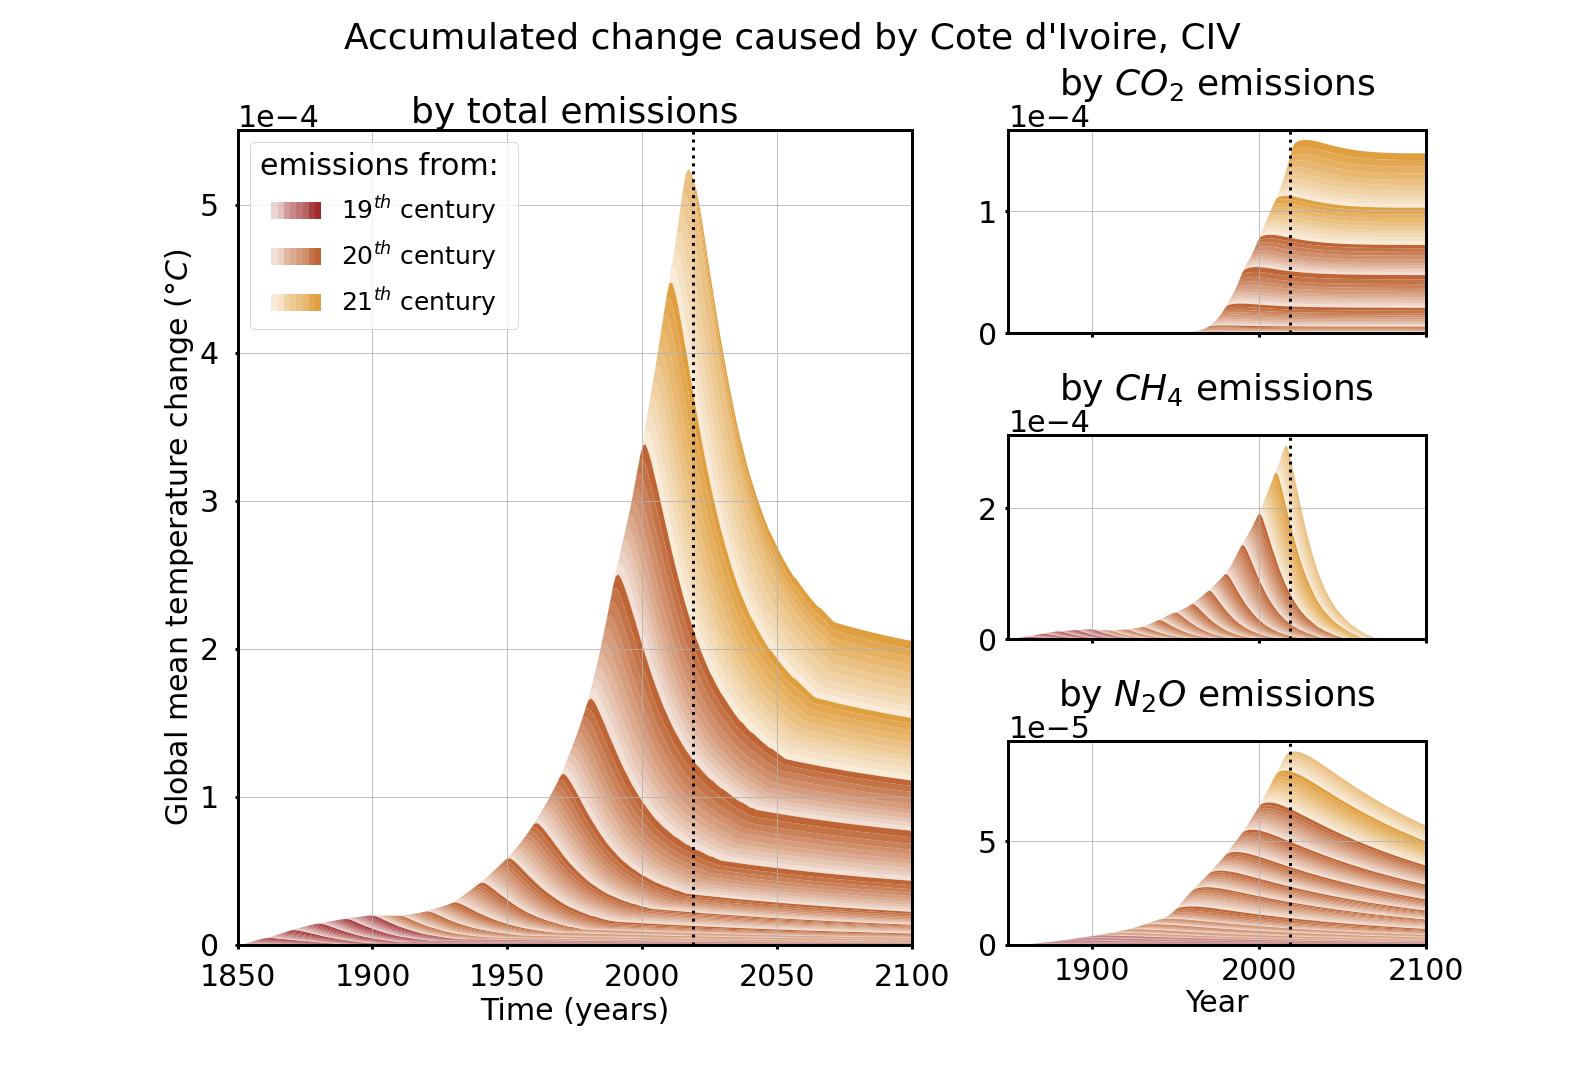 Accumulated change caused by Cote d'Ivoire, CIV
by total emissions
1e−4
emissions from:
19th century
20th century
21th century
5
4
3
2
1
0
Global mean temperature change (°C)
1850 1900 1950 2000 2050 2100
Time (years)
by CO2 emissions
1e−4
1
0
by CH4 emissions
1e−4
2
0
by N2O emissions
1e−5
5
0
1900 2000 2100
Year